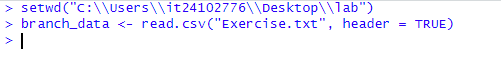 > setwd("C:\\Users\\it24102776\\Desktop\\lab")
> branch_data <- read.csv("Exercise.txt", header = TRUE)
>